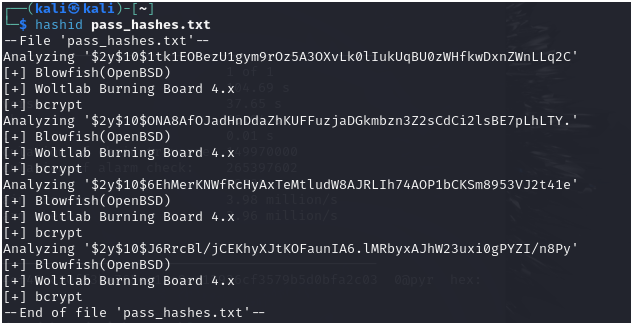 ┌──(kali㉿kali)-[~]
└─$ hashid pass_hashes.txt
--File 'pass_hashes.txt'--
Analyzing '$2y$10$1tk1EOBezU1gym9rOz5A3OXvLk0lIukUqBU0zWHfkwDxnZWnLLq2C'
[+] Blowfish(OpenBSD)
[+] Woltlab Burning Board 4.x
[+] bcrypt
Analyzing '$2y$10$ONA8AfOJadHnDdaZhKUFFuzjaDGkmbzn3Z2sCdCi2lsBE7pLhLTY.'
[+] Blowfish(OpenBSD)
[+] Woltlab Burning Board 4.x
[+] bcrypt
Analyzing '$2y$10$6EhMerKNWfRcHyAxTeMtludW8AJRLIh74AOP1bCKSm8953VJ2t41e'
[+] Blowfish(OpenBSD)
[+] Woltlab Burning Board 4.x
[+] bcrypt
Analyzing '$2y$10$J6RrcBl/jCEKhyXJtKOFaunIA6.lMRbyxAJhW23uxi0gPYZI/n8Py'
[+] Blowfish(OpenBSD)
[+] Woltlab Burning Board 4.x
[+] bcrypt
--End of file 'pass_hashes.txt'--